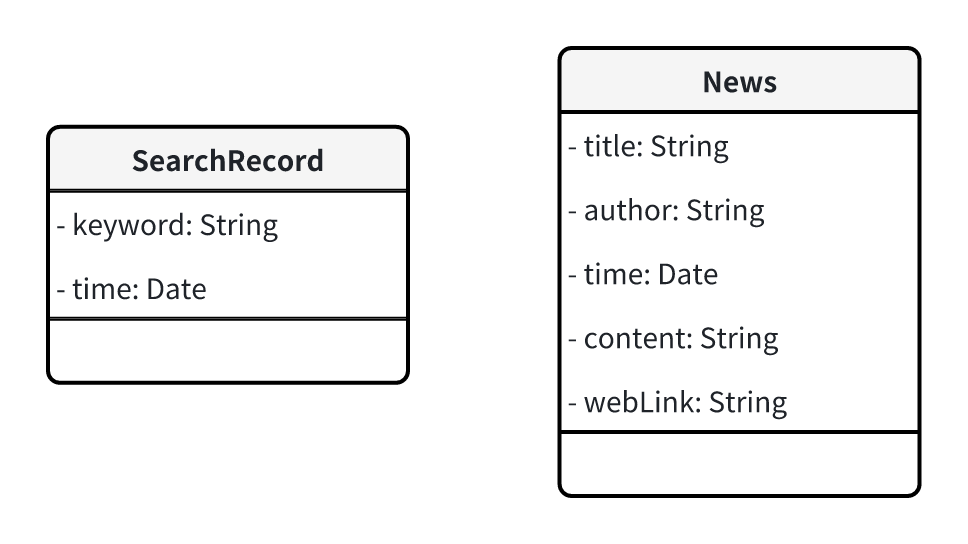 SearchRecord
- keyword: String
- time: Date
News
- title: String
- author: String
- time: Date
- content: String
- webLink: String